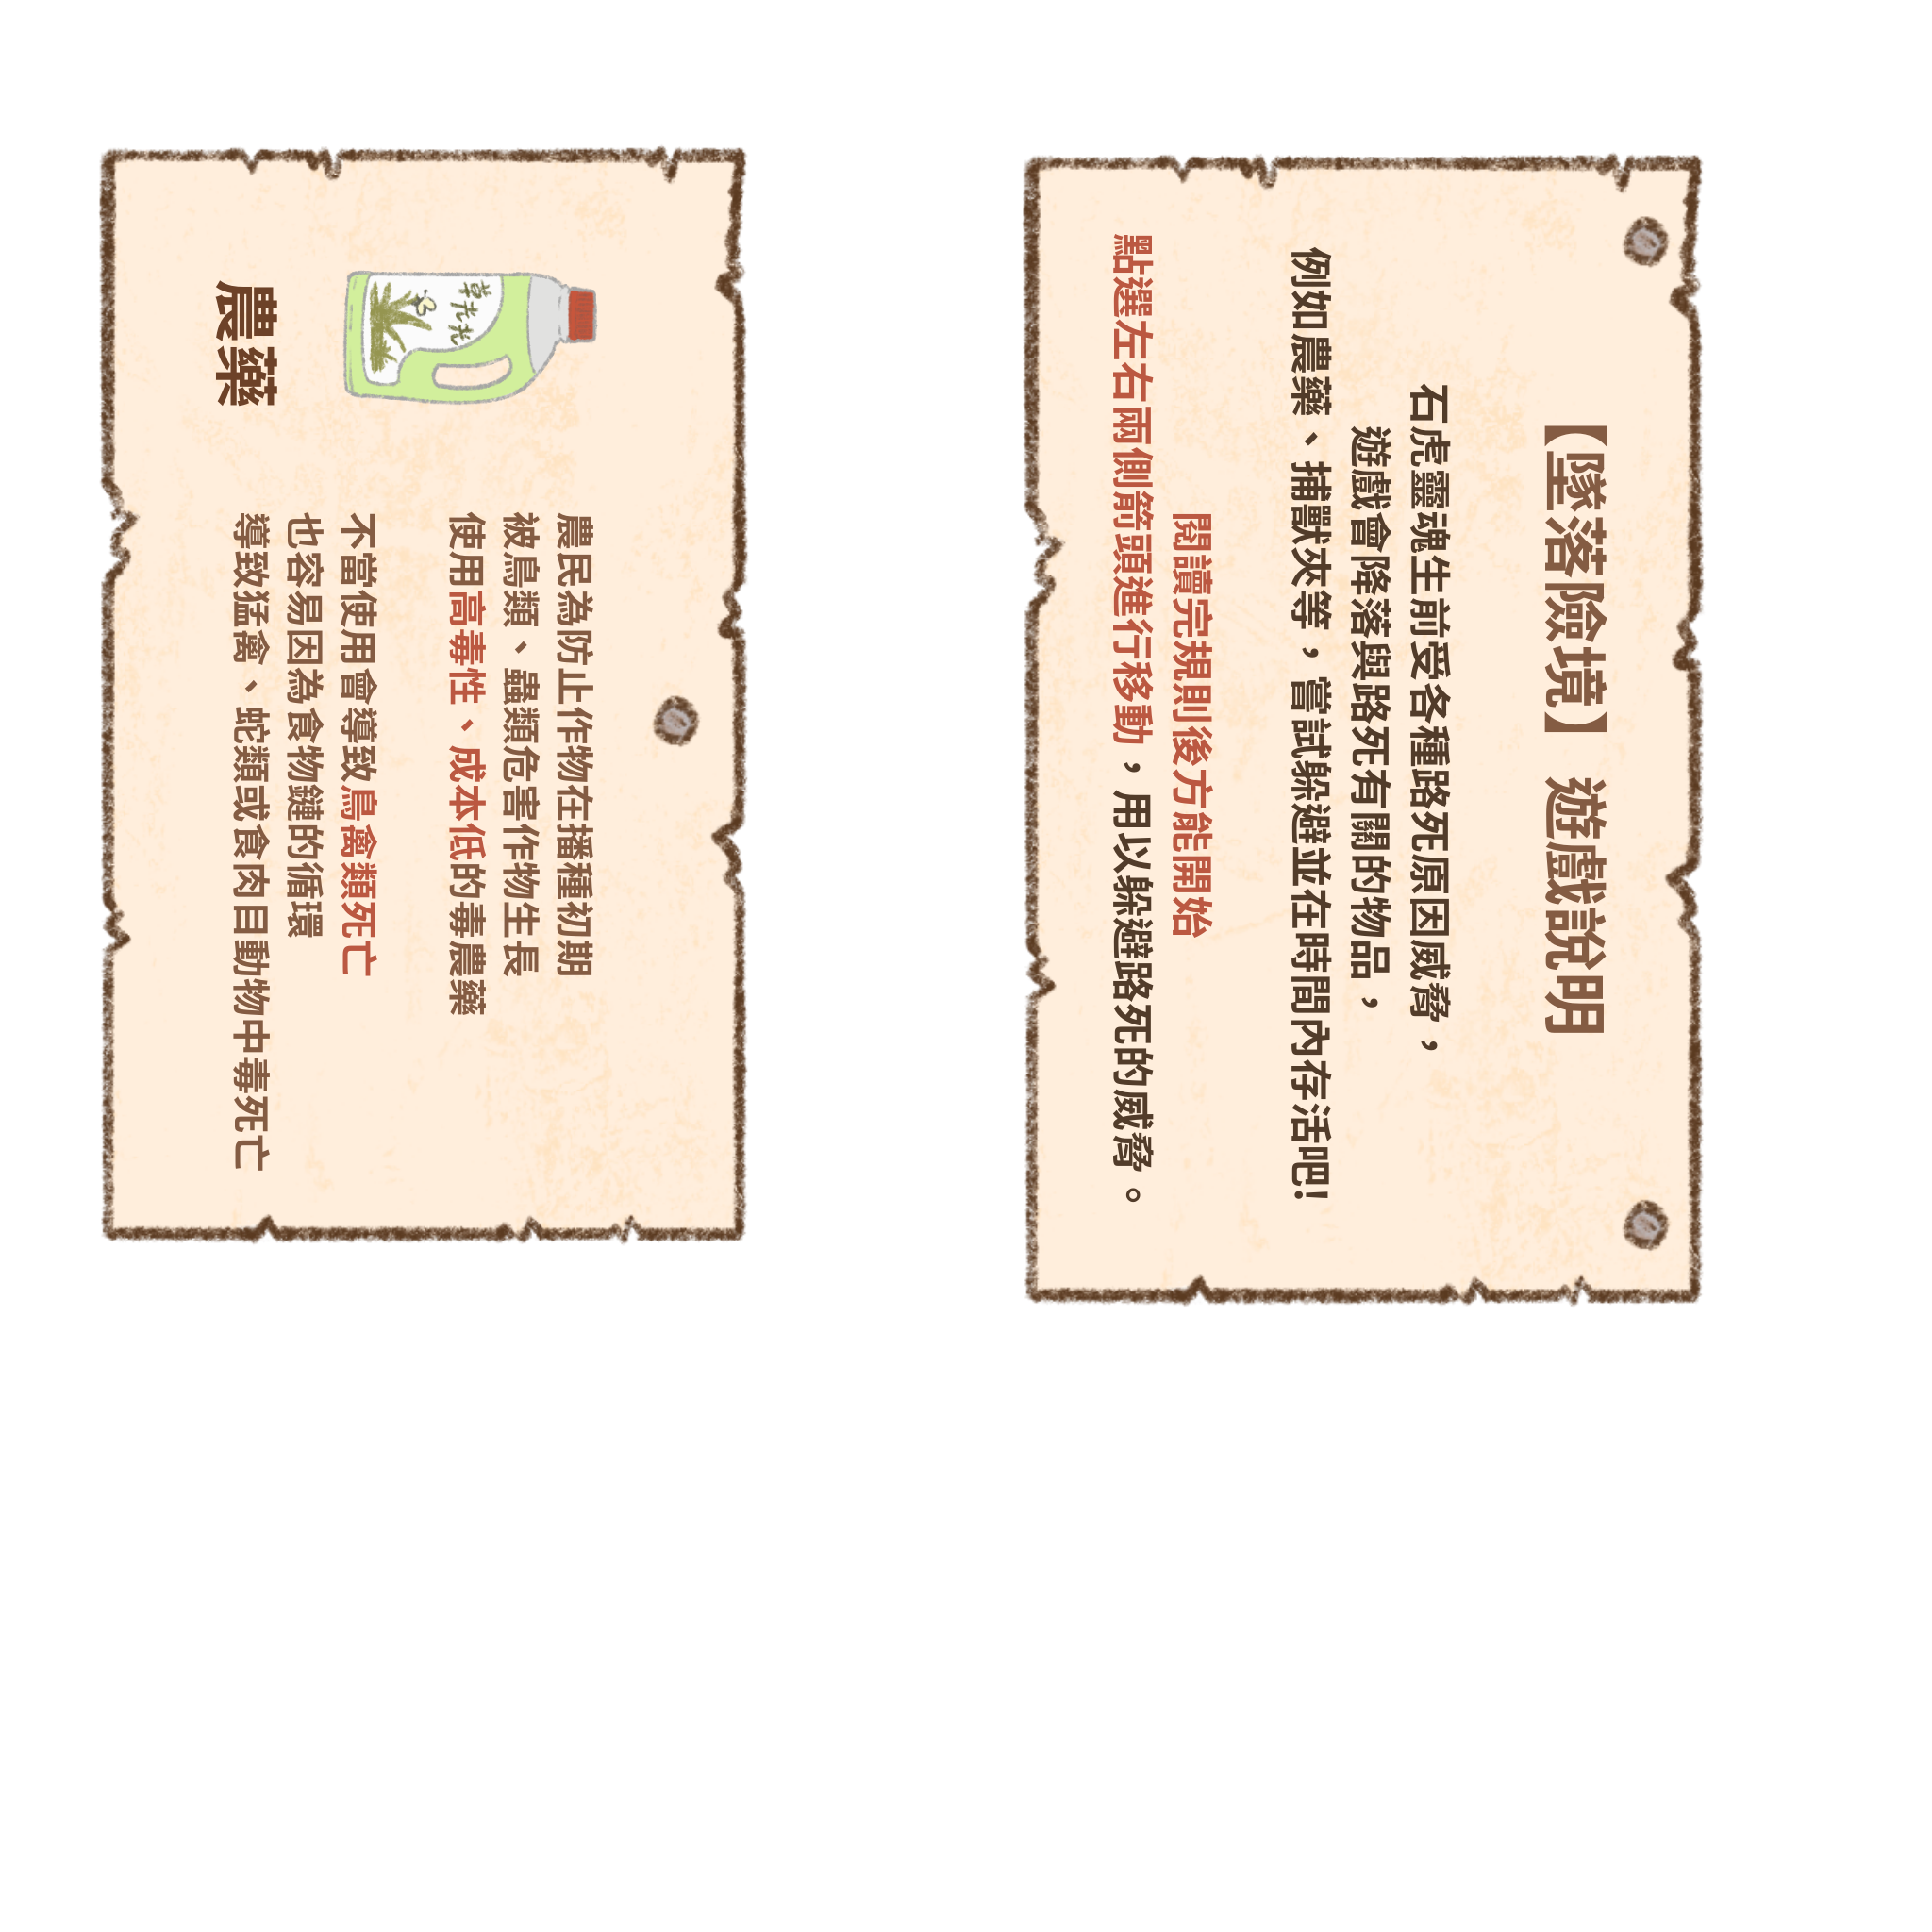 【墜落險境】 遊戲說明
石虎靈魂生前受各種路死原因威脅，
遊戲會降落與路死有關的物品，
例如農藥、捕獸夾等，嘗試躲避並在時間內存活吧!
閱讀完規則後方能開始
點選左右兩側箭頭進行移動，用以躲避路死的威脅。
草光光
農藥
農民為防止作物在播種初期
被鳥類、蟲類危害作物生長
使用高毒性、成本低的毒農藥
不當使用會導致鳥禽類死亡
也容易因為食物鏈的循環
導致猛禽、蛇類或食肉目動物中毒死亡